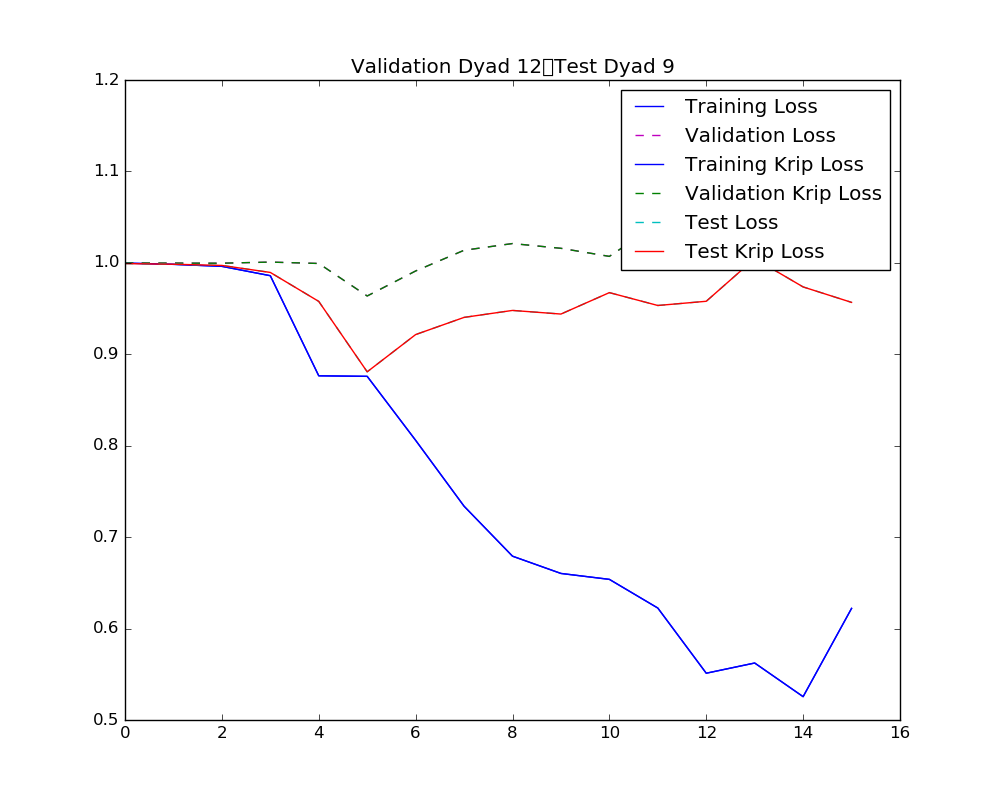 Validation Dyad 12▯Test Dyad 9
1.2
1.1
1.0
0.9
0.8
0.7
0.6
0.5
0 2 4 6 8 10 12 14 16
Training Loss
Validation Loss
Training Krip Loss
Validation Krip Loss
Test Loss
Test Krip Loss